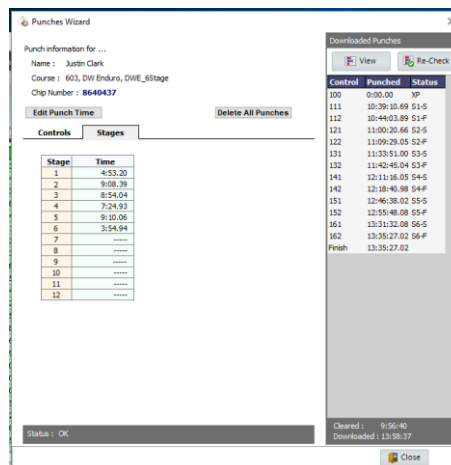 Punches Wizard
Punch information for ...
Name : Justin Clark
Course : 603, DW Enduro, DWE_6Stage
Chip Number : 8640437
Edit Punch Time
Delete All Punches
Controls Stages
Stage Time
1 4:53.20
2 9:08.39
3 8:54.04
4 7:24.93
5 9:10.06
6 3:54.94
7 -----
8 -----
9 -----
10 -----
11 -----
12 -----
Status : OK
Downloaded Punches
View Re-Check
Control Punched Status
100 0:00.00 XP
111 10:39:10.69 S1-S
112 10:44:03.89 S1-F
121 11:00:20.66 S2-S
122 11:09:29.05 S2-F
131 11:33:51.00 S3-S
132 11:42:45.04 S3-F
141 12:11:16.05 S4-S
142 12:18:40.98 S4-F
151 12:46:38.02 S5-S
152 12:55:48.08 S5-F
161 13:31:32.08 S6-S
162 13:35:27.02 S6-F
Finish 13:35:27.02
Cleared : 9:56:40
Downloaded : 13:58:37
Close